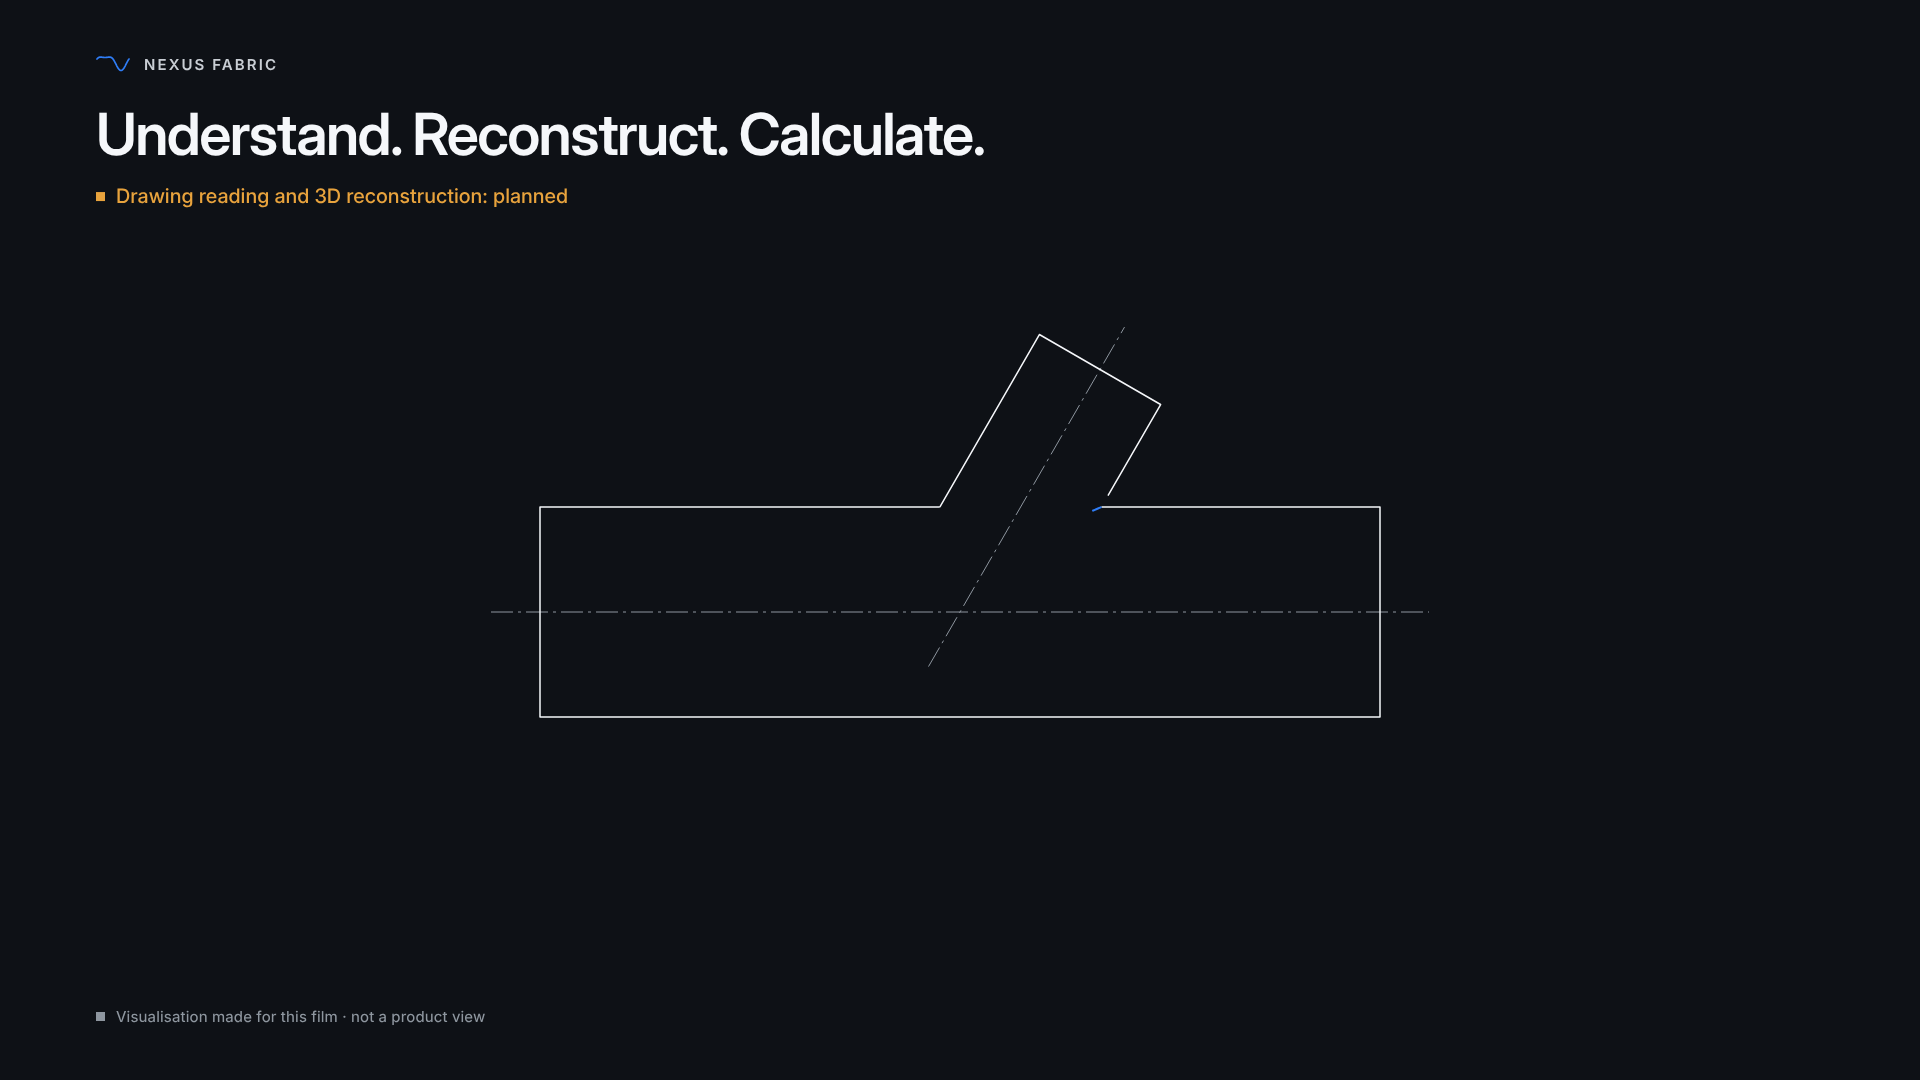 NEXUS FABRIC
Understand. Reconstruct. Calculate.
Drawing reading and 3D reconstruction: planned
Visualisation made for this film · not a product view